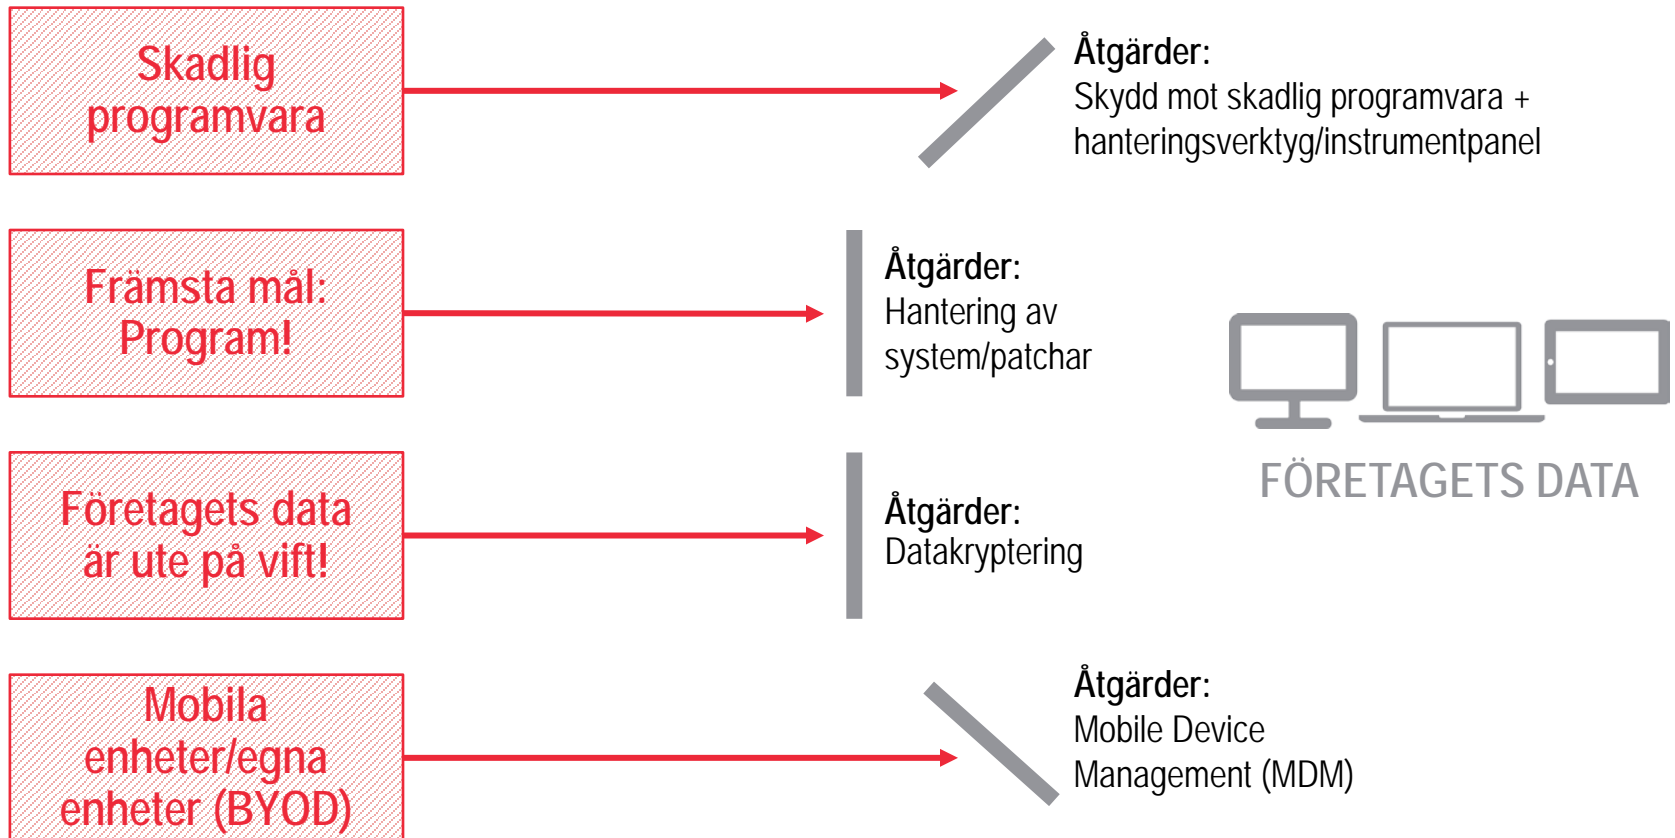 Skadlig
programvara
Åtgärder:
Skydd mot skadlig programvara +
hanteringsverktyg/instrumentpanel
Främsta mål:
Program!
Åtgärder:
Hantering av
system/patchar
FÖRETAGETS DATA
Företagets data
är ute på vift!
Åtgärder:
Datakryptering
Mobila
enheter/egna
enheter (BYOD)
Åtgärder:
Mobile Device
Management (MDM)